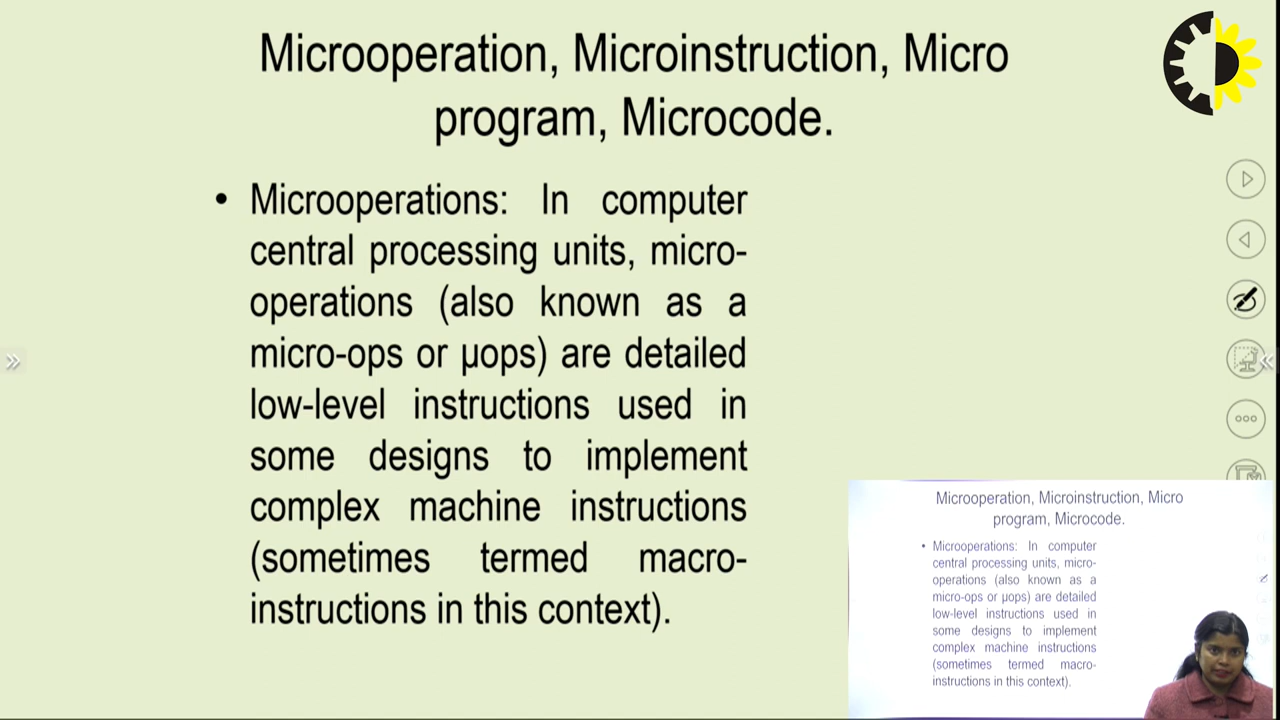 Microoperation, Microinstruction, Micro
program, Microcode.
• Microoperations: In computer
central processing units, micro-
operations (also known as a
micro-ops or µops) are detailed
low-level instructions used in
some designs to implement
complex machine instructions
(sometimes termed macro-
instructions in this context).
Microoperation, Microinstruction, Micro
program, Microcode.
• Microoperations: In computer
central processing units, micro-
operations (also known as a
micro-ops or µops) are detailed
low-level instructions used in
some designs to implement
complex machine instructions
(sometimes termed macro-
instructions in this context).